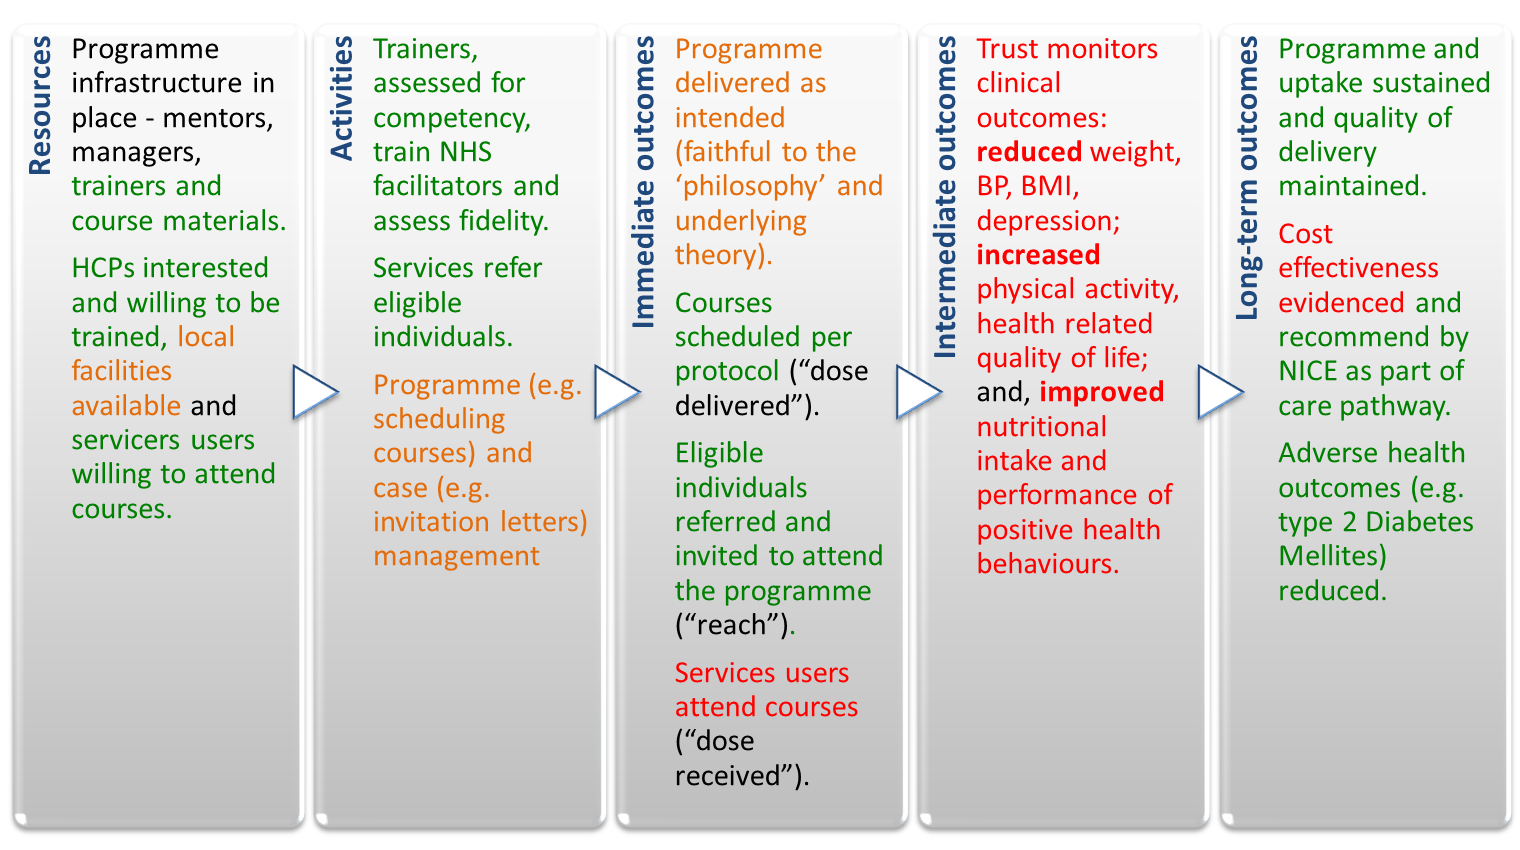 Resources
Programme
infrastructure in
place - mentors,
managers,
trainers and
course materials.
HCPs interested
and willing to be
trained, local
facilities
available and
servicers users
willing to attend
courses.
Activities
Trainers,
assessed for
competency,
train NHS
facilitators and
assess fidelity.
Services refer
eligible
individuals.
Programme (e.g.
scheduling
courses) and
case (e.g.
invitation letters)
management
Immediate outcomes
Programme
delivered as
intended
(faithful to the
‘philosophy’ and
underlying
theory).
Courses
scheduled per
protocol (“dose
delivered”).
Eligible
individuals
referred and
invited to attend
the programme
(“reach”).
Services users
attend courses
(“dose
received”).
Intermediate outcomes
Trust monitors
clinical
outcomes:
reduced weight,
BP, BMI,
depression;
increased
physical activity,
health related
quality of life;
and, improved
nutritional
intake and
performance of
positive health
behaviours.
Long-term outcomes
Programme and
uptake sustained
and quality of
delivery
maintained.
Cost
effectiveness
evidenced and
recommend by
NICE as part of
care pathway.
Adverse health
outcomes (e.g.
type 2 Diabetes
Mellites)
reduced.